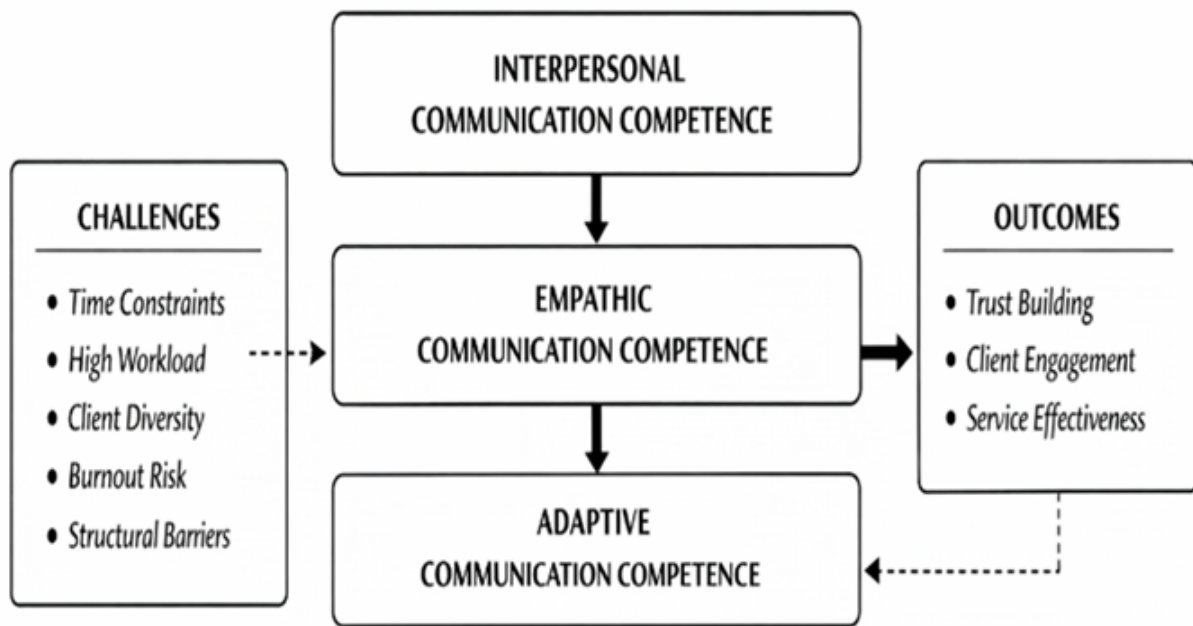 INTERPERSONAL
COMMUNICATION COMPETENCE
CHALLENGES
• Time Constraints
• High Workload
• Client Diversity
• Burnout Risk
• Structural Barriers
EMPATHIC
COMMUNICATION COMPETENCE
ADAPTIVE
COMMUNICATION COMPETENCE
OUTCOMES
• Trust Building
• Client Engagement
• Service Effectiveness